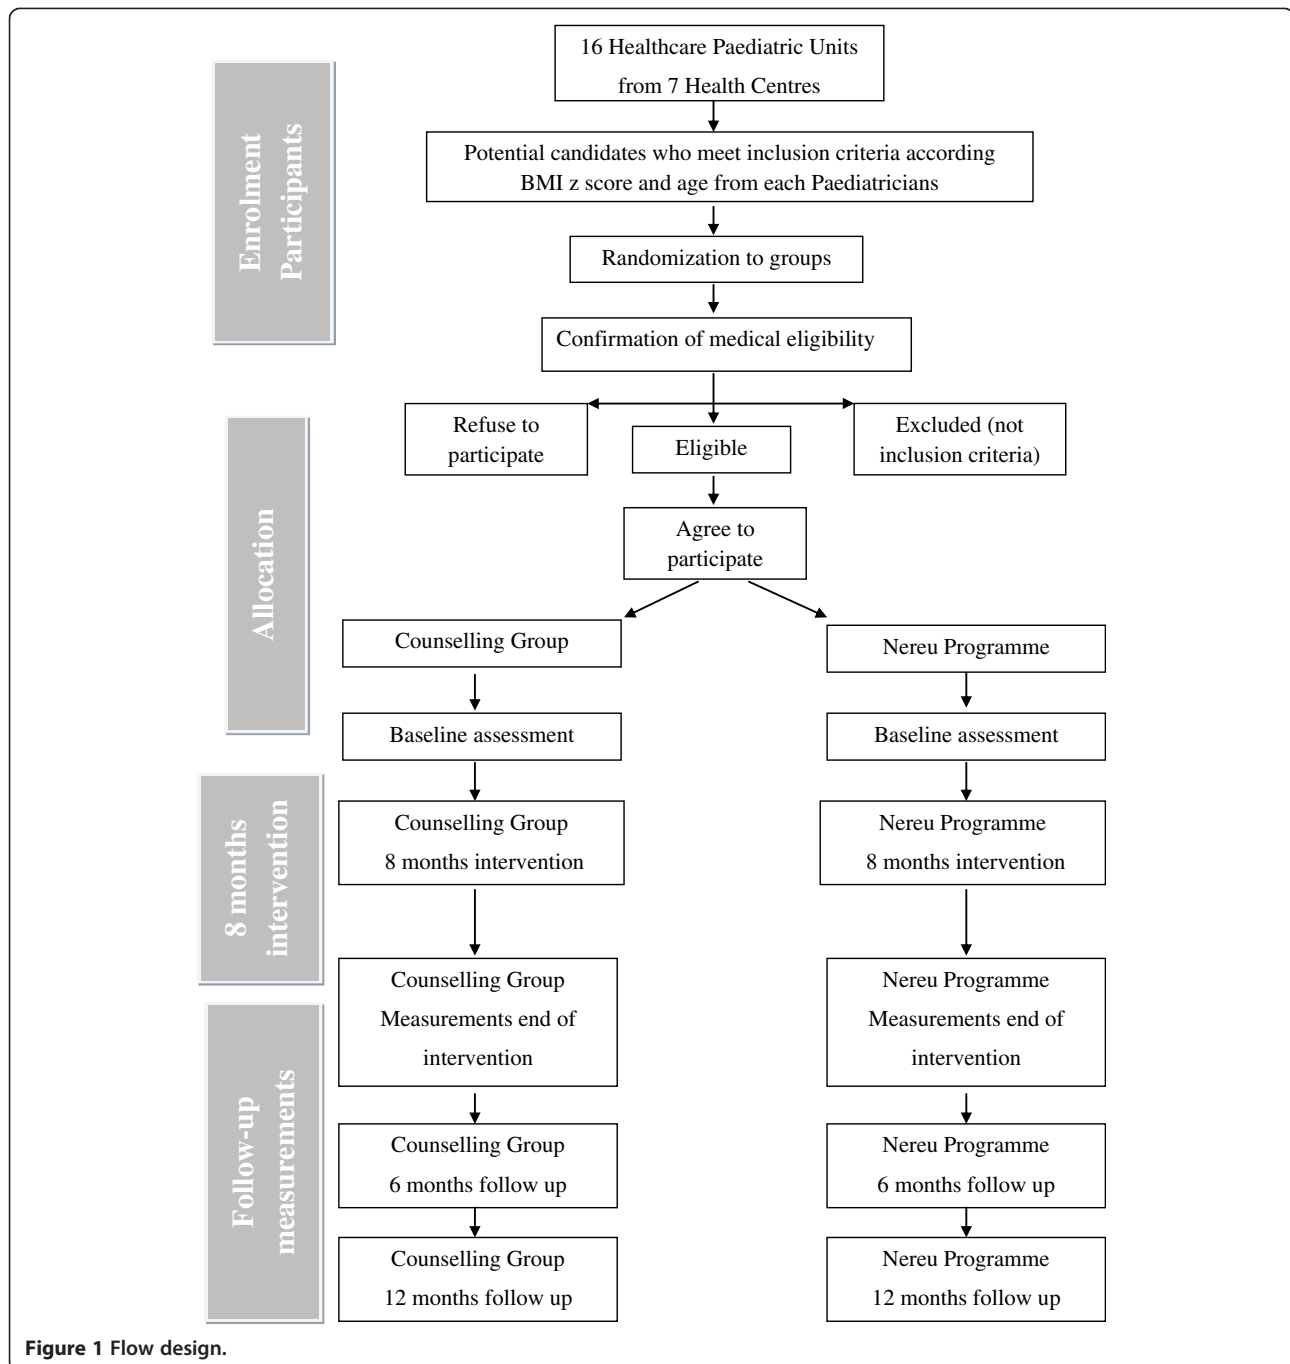 16 Healthcare Paediatric Units
from 7 Health Centres
Enrolment
Participants
Potential candidates who meet inclusion criteria according
BMI z score and age from each Paediatricians
Randomization to groups
Confirmation of medical eligibility
Allocation
Refuse to
participate
Eligible
Excluded (not
inclusion criteria)
Agree to
participate
Counselling Group
Nereu Programme
Baseline assessment
Baseline assessment
8 months
intervention
Counselling Group
8 months intervention
Nereu Programme
8 months intervention
Follow-up
measurements
Counselling Group
Measurements end of
intervention
Nereu Programme
Measurements end of
intervention
Counselling Group
6 months follow up
Nereu Programme
6 months follow up
Counselling Group
12 months follow up
Nereu Programme
12 months follow up
Figure 1 Flow design.